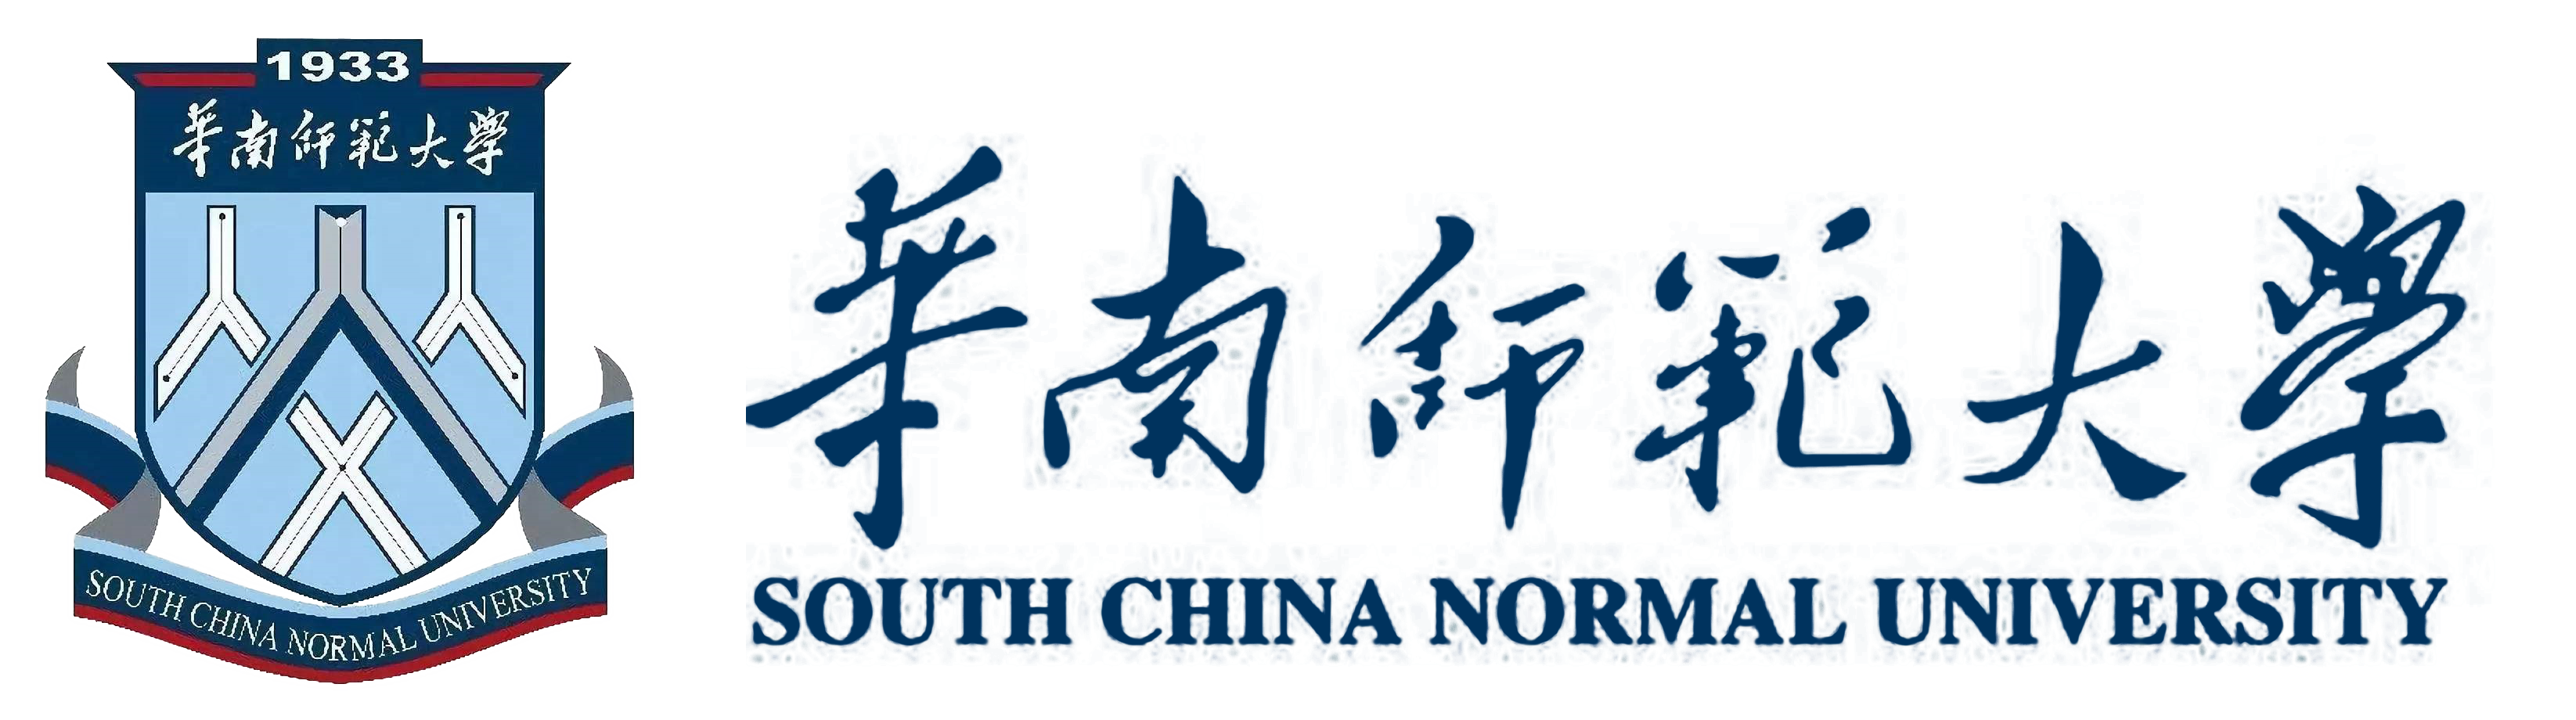 1933
華南師範大學
SOUTH CHINA NORMAL UNIVERSITY
華南師範大學
SOUTH CHINA NORMAL UNIVERSITY